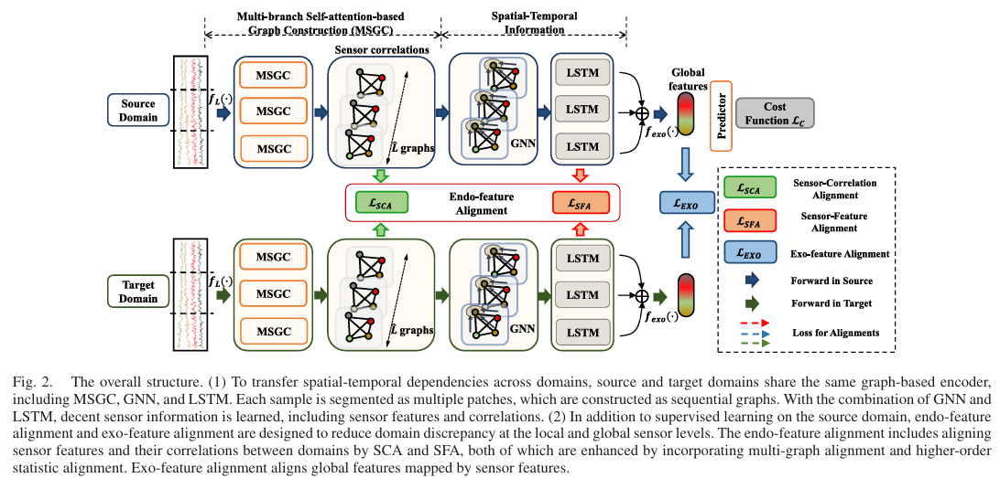 Multi-branch Self-attention-based
Graph Construction (MSGC)
Spatial-Temporal
Information
Sensor correlations
Source
Domain
f_L(·)
MSGC
MSGC
MSGC
L̂ graphs
GNN
LSTM
LSTM
LSTM
f_exo(·)
Global
features
Predictor
Cost
Function ℒ_C
ℒ_SCA
Endo-feature
Alignment
ℒ_SFA
ℒ_EXO
Target
Domain
f_L(·)
MSGC
MSGC
MSGC
L̂ graphs
GNN
LSTM
LSTM
LSTM
f_exo(·)
ℒ_SCA
Sensor-Correlation
Alignment
ℒ_SFA
Sensor-Feature
Alignment
ℒ_EXO
Exo-feature Alignment
Forward in Source
Forward in Target
Loss for Alignments
Fig. 2. The overall structure. (1) To transfer spatial-temporal dependencies across domains, source and target domains share the same graph-based encoder,
including MSGC, GNN, and LSTM. Each sample is segmented as multiple patches, which are constructed as sequential graphs. With the combination of GNN and
LSTM, decent sensor information is learned, including sensor features and correlations. (2) In addition to supervised learning on the source domain, endo-feature
alignment and exo-feature alignment are designed to reduce domain discrepancy at the local and global sensor levels. The endo-feature alignment includes aligning
sensor features and their correlations between domains by SCA and SFA, both of which are enhanced by incorporating multi-graph alignment and higher-order
statistic alignment. Exo-feature alignment aligns global features mapped by sensor features.